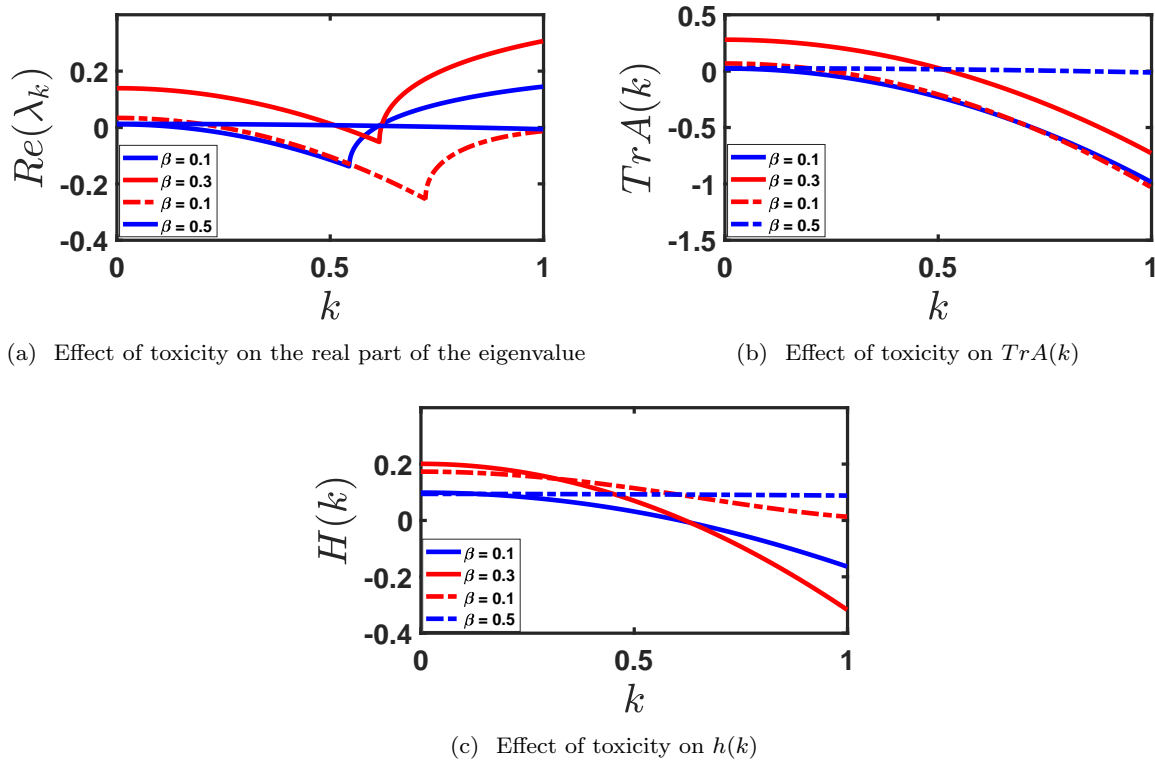 Re(λ_k)
0.2
0
-0.2
-0.4
β = 0.1
β = 0.3
β = 0.1
β = 0.5
0 0.5 1
k
(a) Effect of toxicity on the real part of the eigenvalue
TrA(k)
0.5
0
-0.5
-1
-1.5
β = 0.1
β = 0.3
β = 0.1
β = 0.5
0 0.5 1
k
(b) Effect of toxicity on TrA(k)
H(k)
0.2
0
-0.2
-0.4
β = 0.1
β = 0.3
β = 0.1
β = 0.5
0 0.5 1
k
(c) Effect of toxicity on h(k)